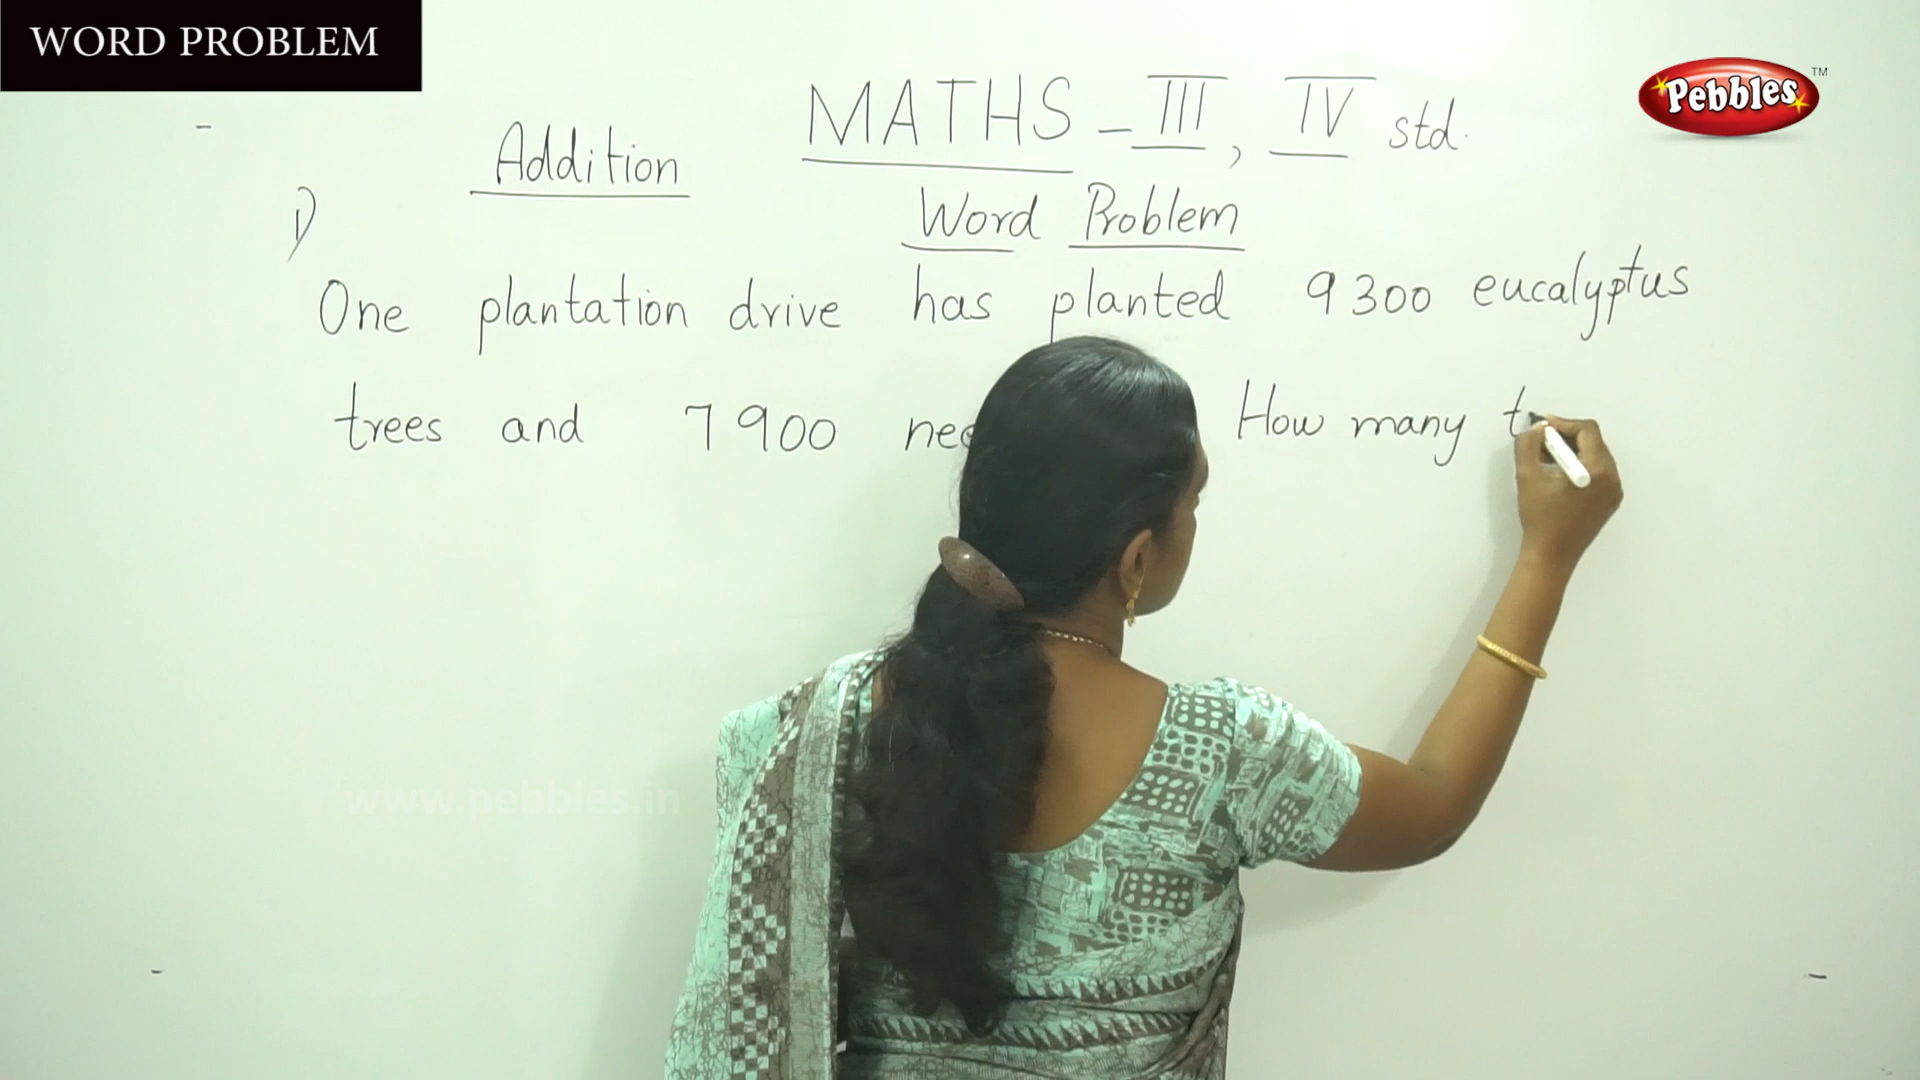 WORD PROBLEM
Pebbles TM
MATHS - III, IV std.
Addition
Word Problem
1)
One plantation drive has planted 9300 eucalyptus
trees and 7900 How many
www.pebbles.in